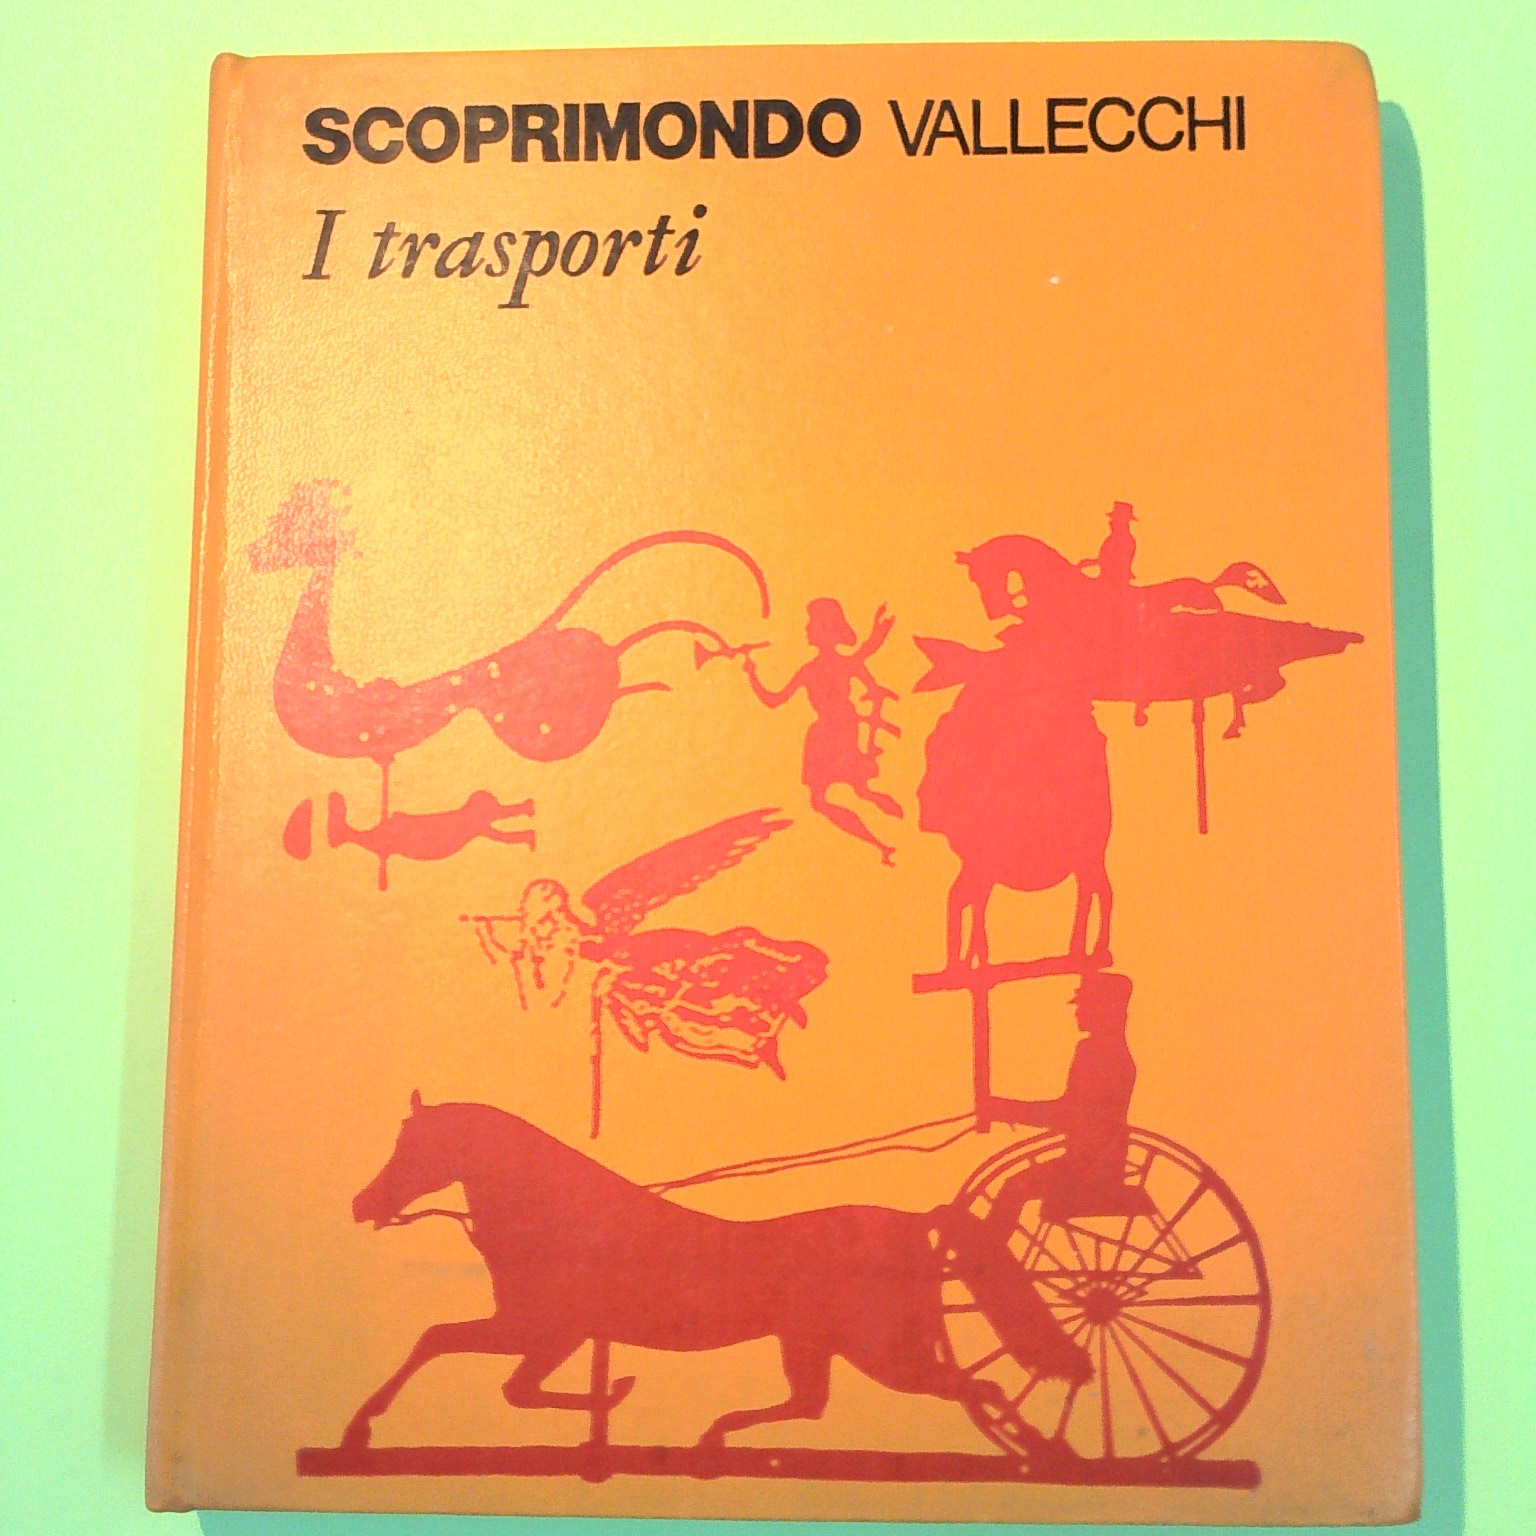 SCOPRIMONDO VALLECCHI
I trasporti